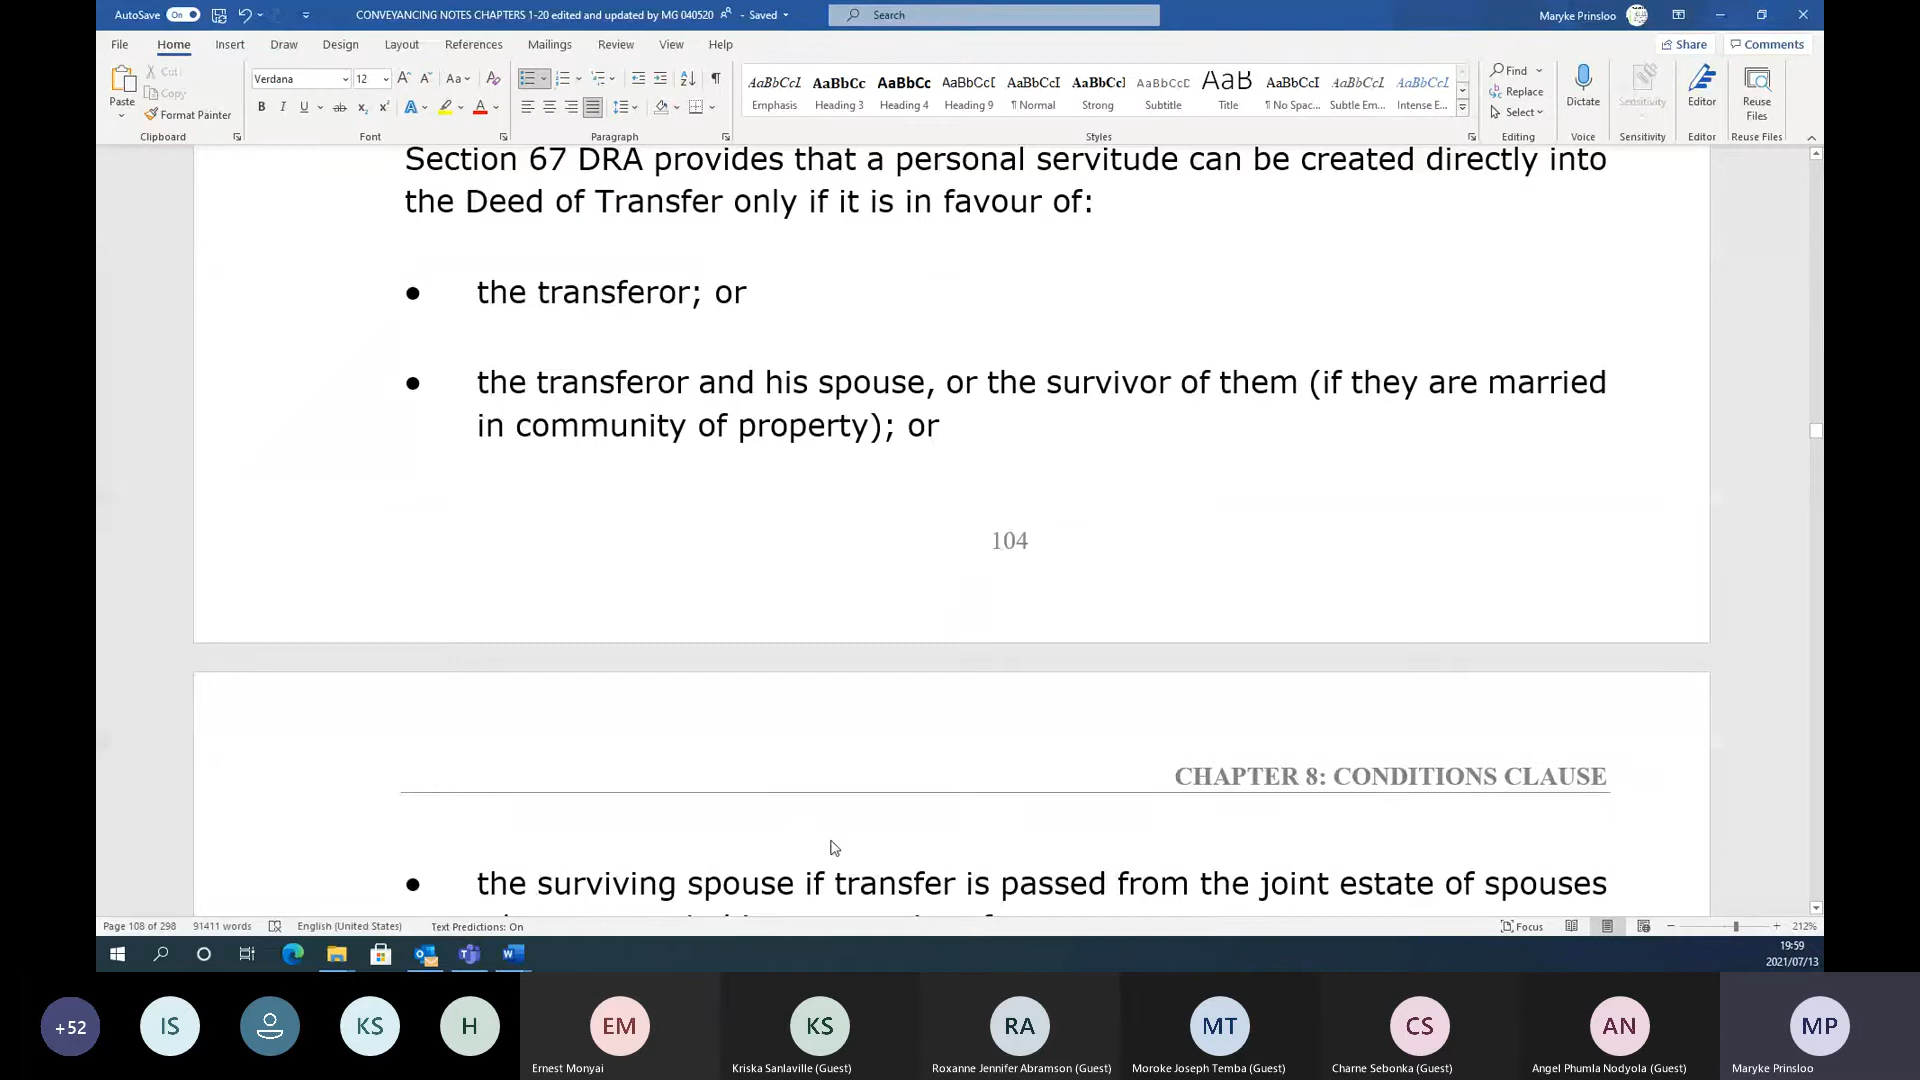 AutoSave On CONVEYANCING NOTES CHAPTERS 1-20 edited and updated by MG 040520 - Saved Search Maryke Prinsloo
File Home Insert Draw Design Layout References Mailings Review View Help Share Comments
Paste Cut Copy Format Painter
Clipboard
Verdana 12
Font
Paragraph
AaBbCcI Emphasis
AaBbCc Heading 3
AaBbCc Heading 4
AaBbCcD Heading 9
AaBbCcI ¶ Normal
AaBbCcI Strong
AaBbCcD Subtitle
AaB Title
AaBbCcI ¶ No Spac...
AaBbCcL Subtle Em...
AaBbCcL Intense E...
Styles
Find
Replace
Select
Editing
Dictate
Voice
Sensitivity
Sensitivity
Editor
Editor
Reuse Files
Reuse Files
Section 67 DRA provides that a personal servitude can be created directly into
the Deed of Transfer only if it is in favour of:
● the transferor; or
● the transferor and his spouse, or the survivor of them (if they are married
in community of property); or
104
CHAPTER 8: CONDITIONS CLAUSE
● the surviving spouse if transfer is passed from the joint estate of spouses
Page 108 of 298 91411 words English (United States) Text Predictions: On Focus 212%
19:59
2021/07/13
+52 IS KS H EM KS RA MT CS AN MP
Ernest Monyai Kriska Sanlaville (Guest) Roxanne Jennifer Abramson (Guest) Moroke Joseph Temba (Guest) Charne Sebonka (Guest) Angel Phumla Nodyola (Guest) Maryke Prinsloo